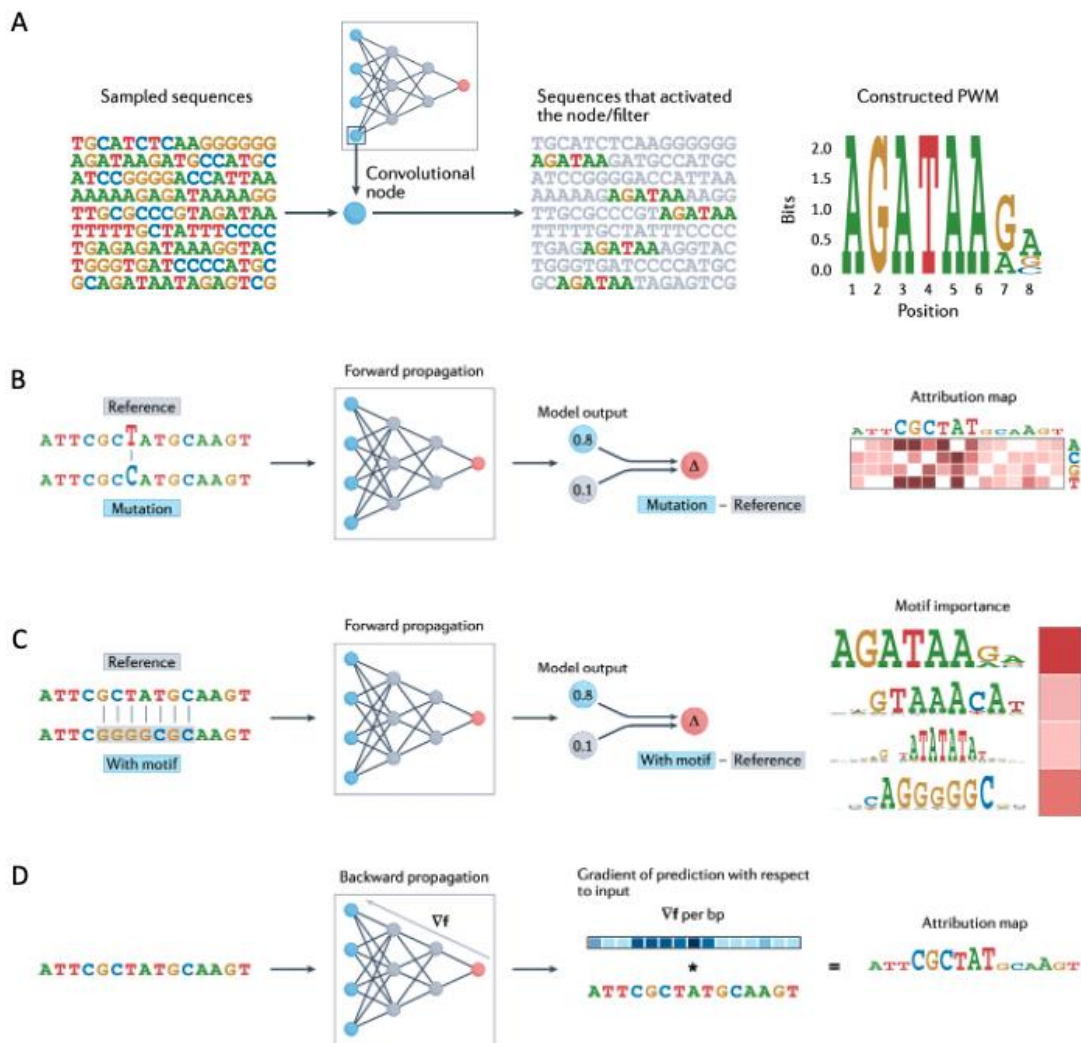 A
Sampled sequences
TGCATCTCAAGGGGGG
AGATAAGATGCCATGC
ATCCGGGGACCATTAA
AAAAAGAGATAAAAGG
TTGCGCCCGTAGATAA
TTTTTGCTATTTCCCC
TGAGAGATAAAGGTAC
TGGGTGATCCCCATGC
GCAGATAATAGAGTCG
Convolutional
node
Sequences that activated
the node/filter
TGCATCTCAAGGGGGG
AGATAAGATGCCATGC
ATCCGGGGACCATTAA
AAAAAGAGATAAAAGG
TTGCGCCCGTAGATAA
TTTTTGCTATTTCCCC
TGAGAGATAAAGGTAC
TGGGTGATCCCCATGC
GCAGATAATAGAGTCG
Constructed PWM
Bits
2.0
1.5
1.0
0.5
0.0
AGATAAGA
AG
C
1 2 3 4 5 6 7 8
Position
B
Reference
ATTCGCTATGCAAGT
ATTCGCCATGCAAGT
Mutation
Forward propagation
Model output
0.8
0.1
Δ
Mutation – Reference
Attribution map
ATTCGCTATGCAAGT
A
C
G
T
C
Reference
ATTCGCTATGCAAGT
ATTCGGGGCGCAAGT
With motif
Forward propagation
Model output
0.8
0.1
Δ
With motif – Reference
Motif importance
AGATAAGA
GTAAACAT
ATATATAT
CAGGGGGC
D
ATTCGCTATGCAAGT
Backward propagation
∇f
Gradient of prediction with respect
to input
∇f per bp
*
ATTCGCTATGCAAGT
=
Attribution map
ATTCGCTATGCAAGT